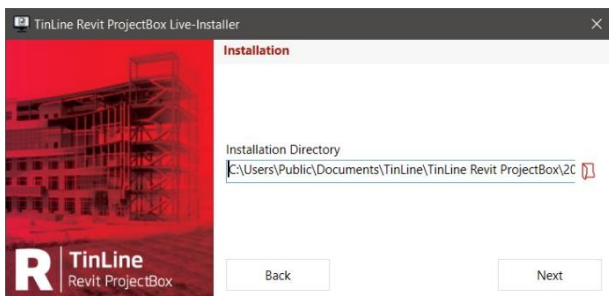 TinLine Revit ProjectBox Live-Installer
Installation
Installation Directory
C:\Users\Public\Documents\TinLine\TinLine Revit ProjectBox\20
R TinLine
Revit ProjectBox
Back
Next